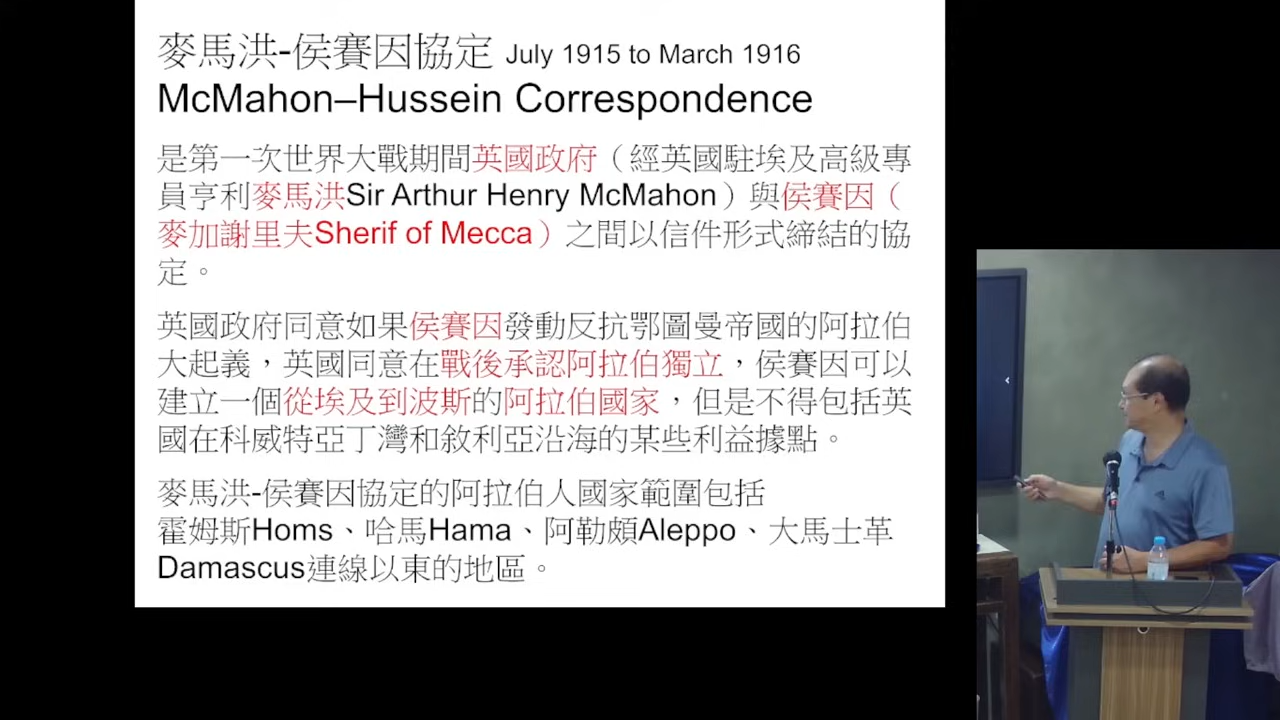 麥馬洪-侯賽因協定 July 1915 to March 1916
McMahon–Hussein Correspondence
是第一次世界大戰期間英國政府（經英國駐埃及高級專
員亨利麥馬洪Sir Arthur Henry McMahon）與侯賽因（
麥加謝里夫Sherif of Mecca）之間以信件形式締結的協
定。
英國政府同意如果侯賽因發動反抗鄂圖曼帝國的阿拉伯
大起義，英國同意在戰後承認阿拉伯獨立，侯賽因可以
建立一個從埃及到波斯的阿拉伯國家，但是不得包括英
國在科威特亞丁灣和敘利亞沿海的某些利益據點。
麥馬洪-侯賽因協定的阿拉伯人國家範圍包括
霍姆斯Homs、哈馬Hama、阿勒頗Aleppo、大馬士革
Damascus連線以東的地區。